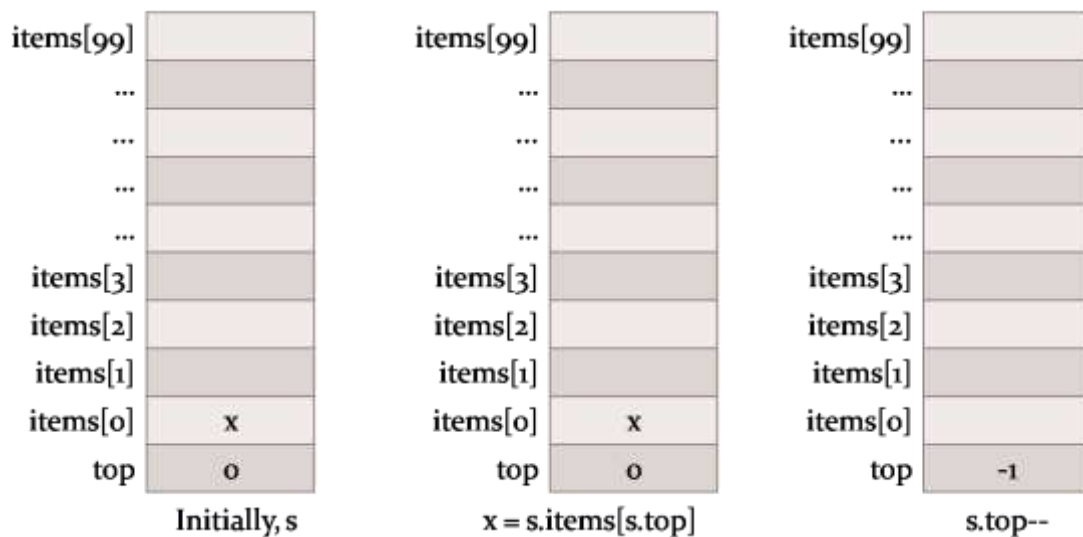 items[99] items[99] items[99]
... ... ...
... ... ...
... ... ...
... ... ...
items[3] items[3] items[3]
items[2] items[2] items[2]
items[1] items[1] items[1]
items[0] x items[0] x items[0]
top 0 top 0 top -1
Initially, s x = s.items[s.top] s.top--